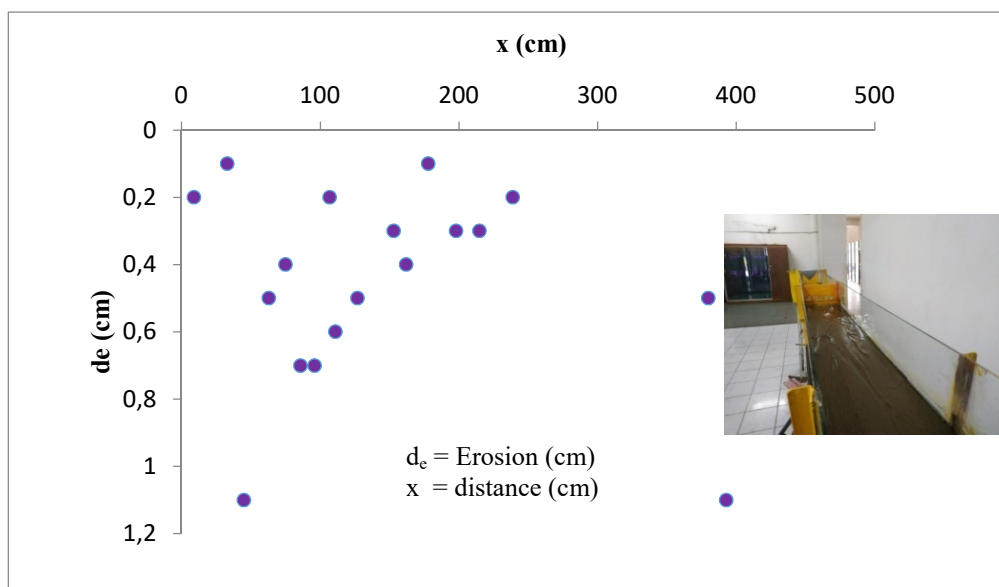 x (cm)
0 100 200 300 400 500
0
0,2
0,4
0,6
0,8
1
1,2
de (cm)
dₑ = Erosion (cm)
x = distance (cm)